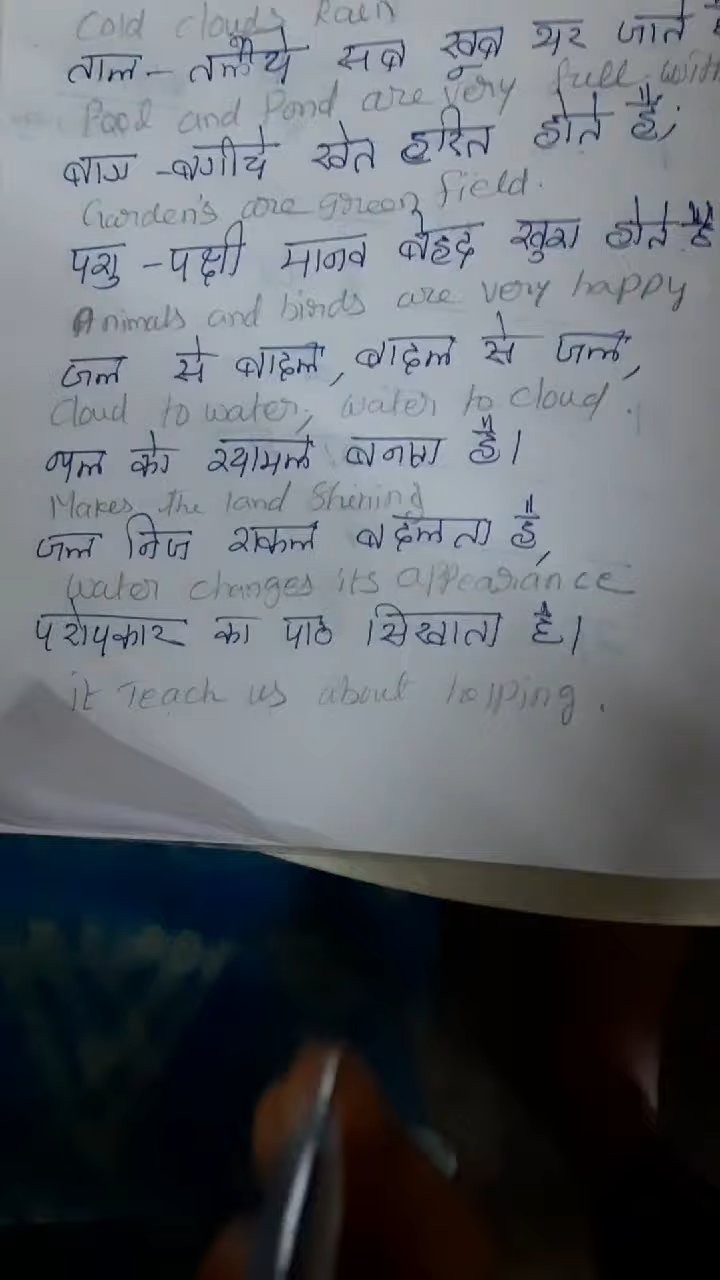 Cold clouds Rain
ताल - तलैये सब खूब भर जाते
Pool and Pond are very full with
बाग - बगीचे खेत हरित होते हैं;
Garden's are green field.
पशु - पक्षी मानव बेहद खुश होते हैं
Animals and birds are very happy
जल से बादल, बादल से जल,
Cloud to water, water to cloud.
थल को श्यामल बनता है।
Makes the land Shining
जल निज शकल बदलता है,
water changes its appearance
परोपकार का पाठ सिखाता है।
it Teach us about helping.